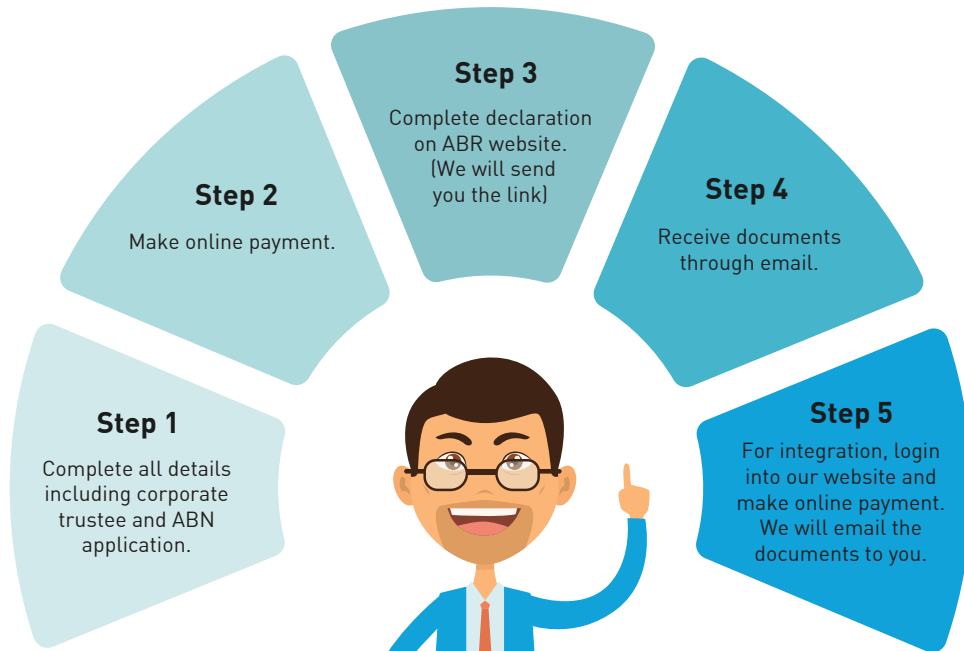 Step 1
Complete all details
including corporate
trustee and ABN
application.
Step 2
Make online payment.
Step 3
Complete declaration
on ABR website.
(We will send
you the link)
Step 4
Receive documents
through email.
Step 5
For integration, login
into our website and
make online payment.
We will email the
documents to you.